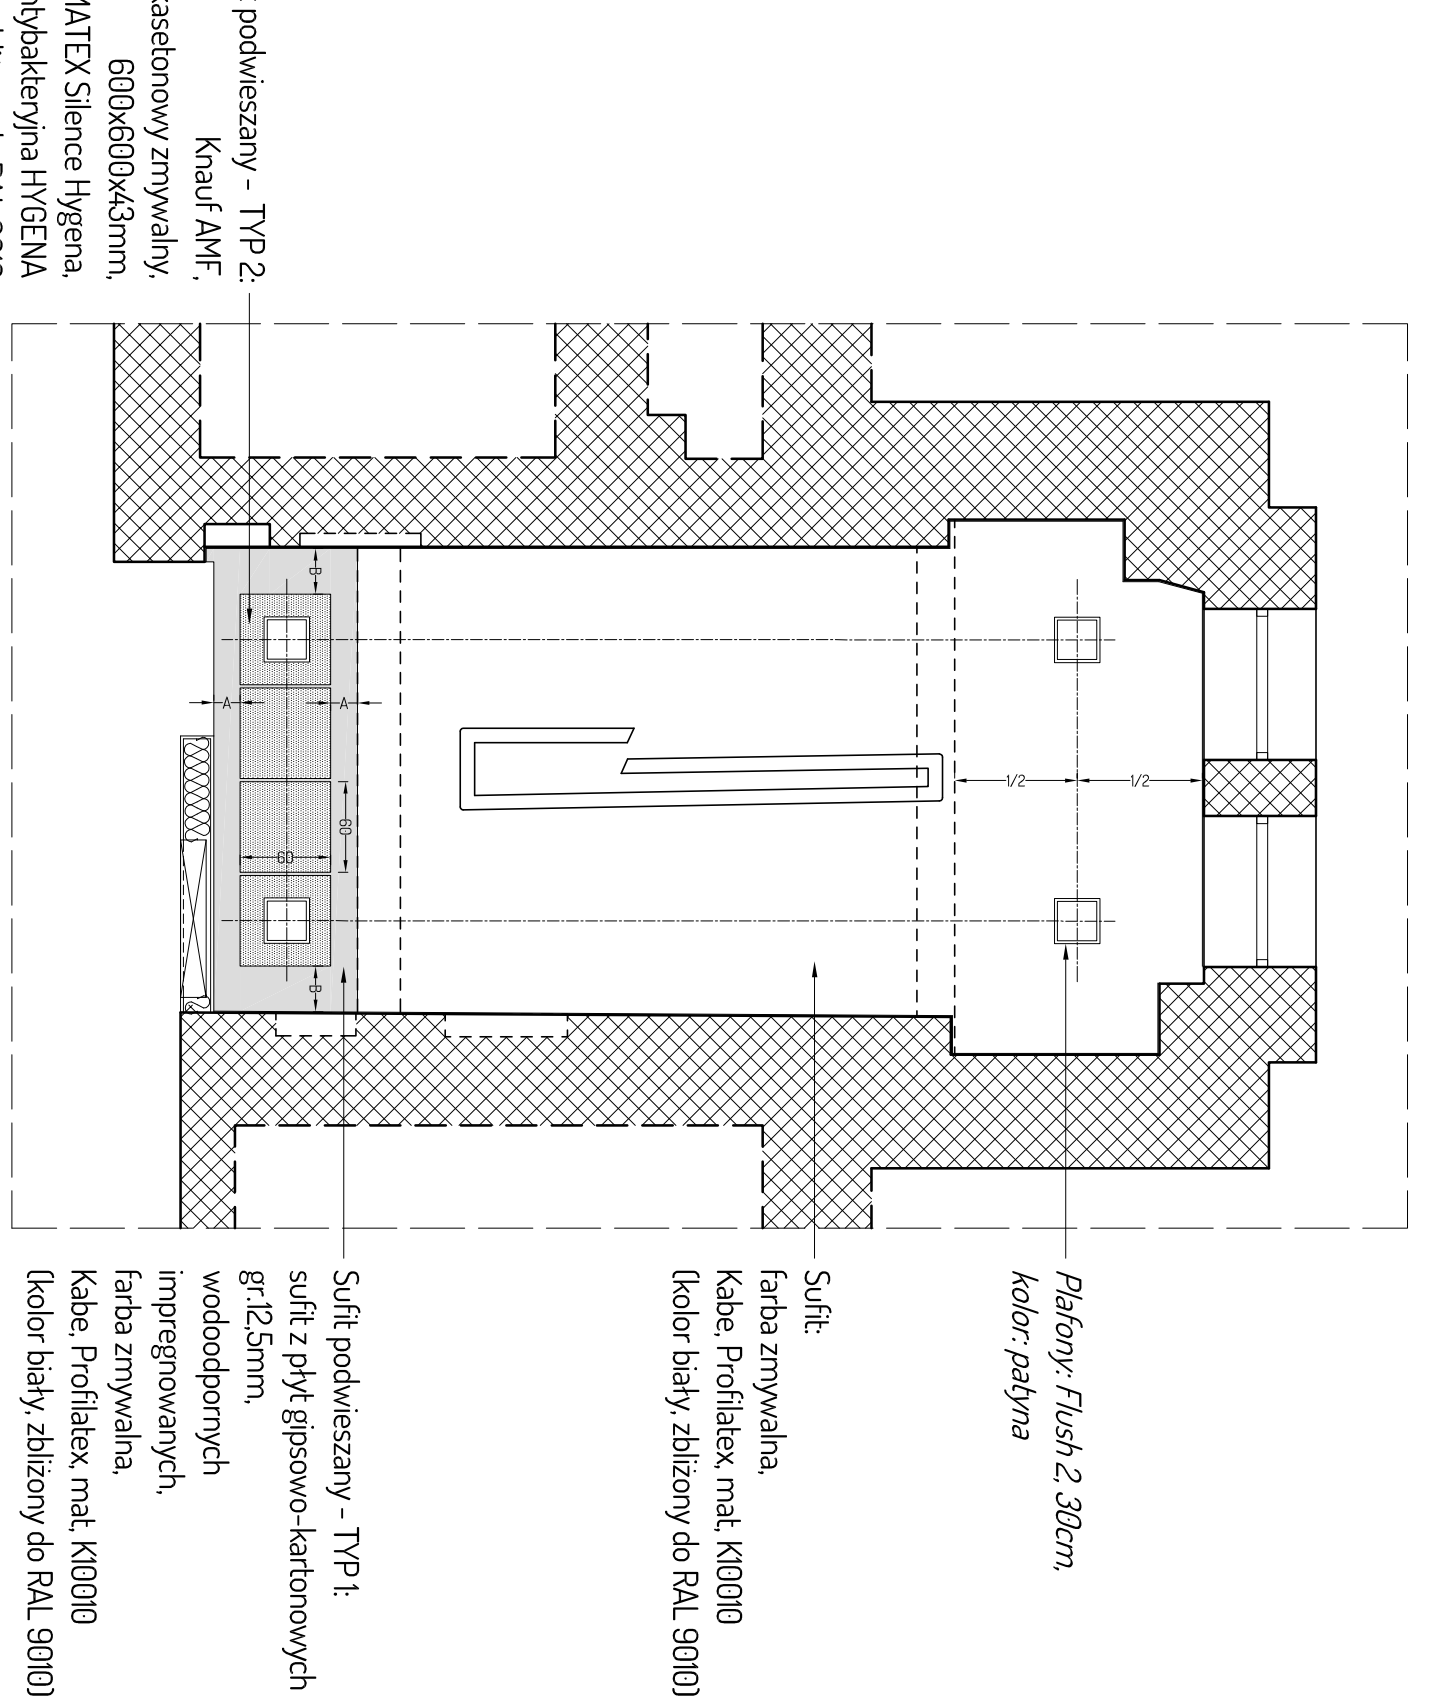 podwieszany - TYP 2:
Knauf AMF,
kasetonowy zmywalny,
600x600x43mm,
Silence Hygena,
HYGENA
Plafony: Flush 2, 30cm,
kolor: patyna
Sufit:
farba zmywalna,
Kabe, Profilatex, mat, K10010
(kolor biały, zbliżony do RAL 9010)
Sufit podwieszany - TYP 1:
sufit z płyt gipsowo-kartonowych
gr.12,5mm,
wodoodpornych
impregnowanych,
farba zmywalna,
Kabe, Profilatex, mat, K10010
(kolor biały, zbliżony do RAL 9010)
1/2
1/2
B
A
A
60
60
B